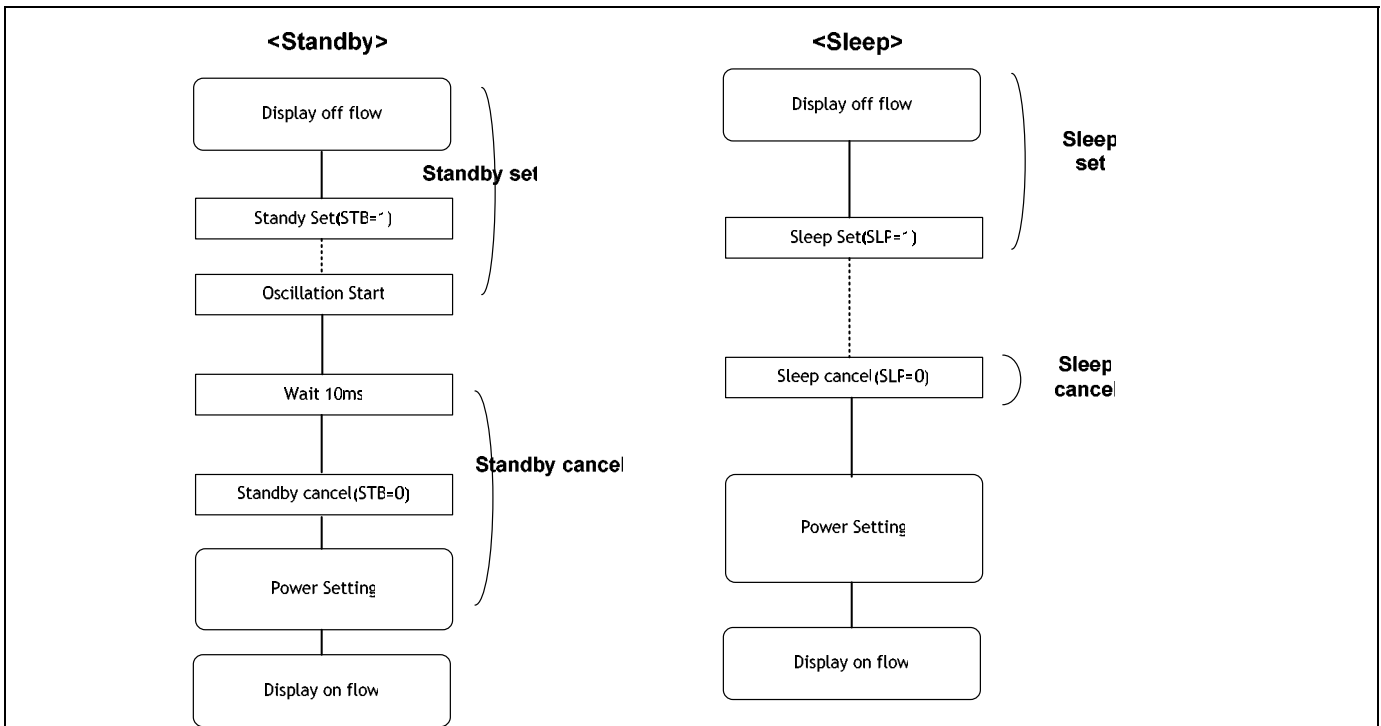 <Standby>
Display off flow
Standby set
Standy Set(STB=1)
Oscillation Start
Wait 10ms
Standby cancel
Standby cancel(STB=0)
Power Setting
Display on flow
<Sleep>
Display off flow
Sleep
set
Sleep Set(SLP=1)
Sleep cancel(SLP=0)
Sleep
cancel
Power Setting
Display on flow